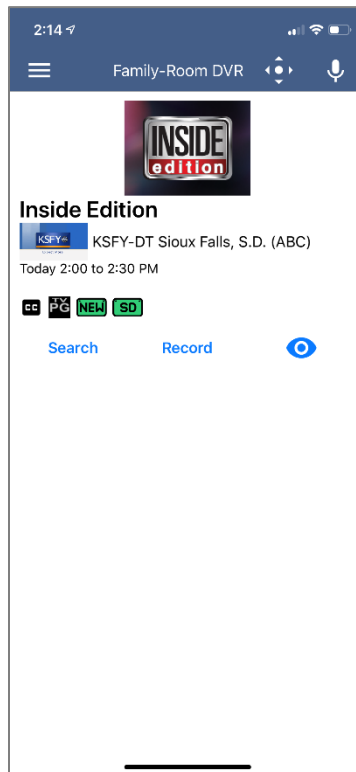 2:14
Family-Room DVR
INSIDE
edition
Inside Edition
KSFY
KSFY-DT Sioux Falls, S.D. (ABC)
Today 2:00 to 2:30 PM
CC TV PG NEW SD
Search Record